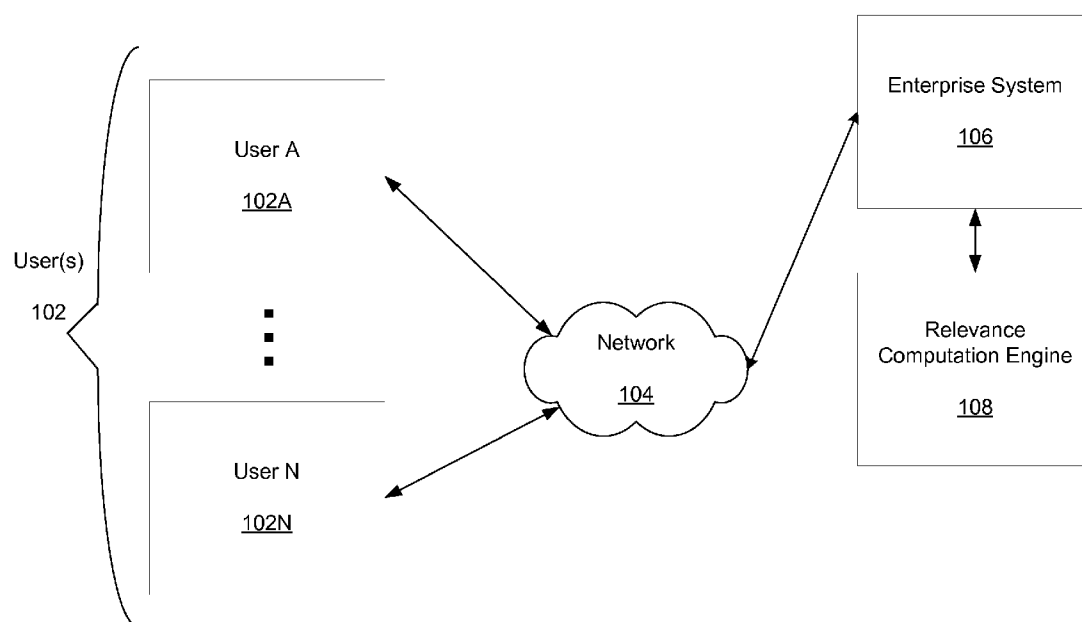 User(s)
102
User A
102A
User N
102N
Network
104
Enterprise System
106
Relevance
Computation Engine
108